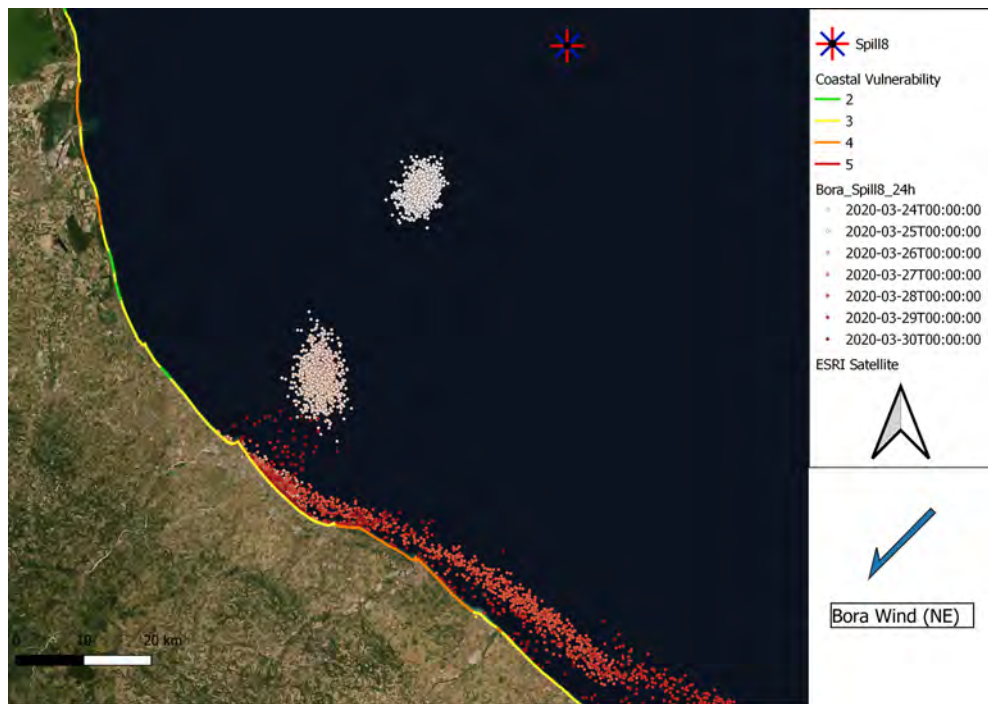 Spill8
Coastal Vulnerability
2
3
4
5
Bora_Spill8_24h
2020-03-24T00:00:00
2020-03-25T00:00:00
2020-03-26T00:00:00
2020-03-27T00:00:00
2020-03-28T00:00:00
2020-03-29T00:00:00
2020-03-30T00:00:00
ESRI Satellite
Bora Wind (NE)
0 10 20 km